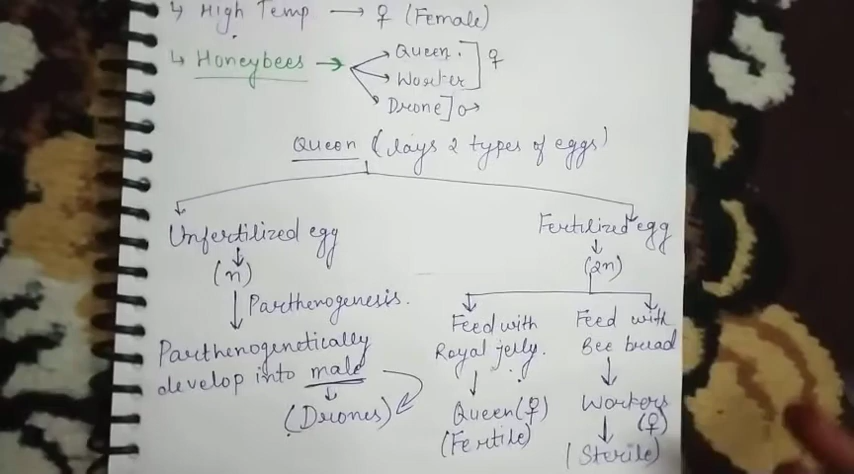 ↳ High Temp → ♀ (Female)
↳ Honeybees → Queen ♀
Worker
Drone ♂
Queen (lays 2 types of eggs)
Unfertilized egg
(n)
Parthenogenesis.
Parthenogenetically
develop into male
(Drones)
Fertilized egg
(2n)
Feed with
Royal jelly.
Queen (♀)
(Fertile)
Feed with
Bee bread
Workers
(♀)
(Sterile)